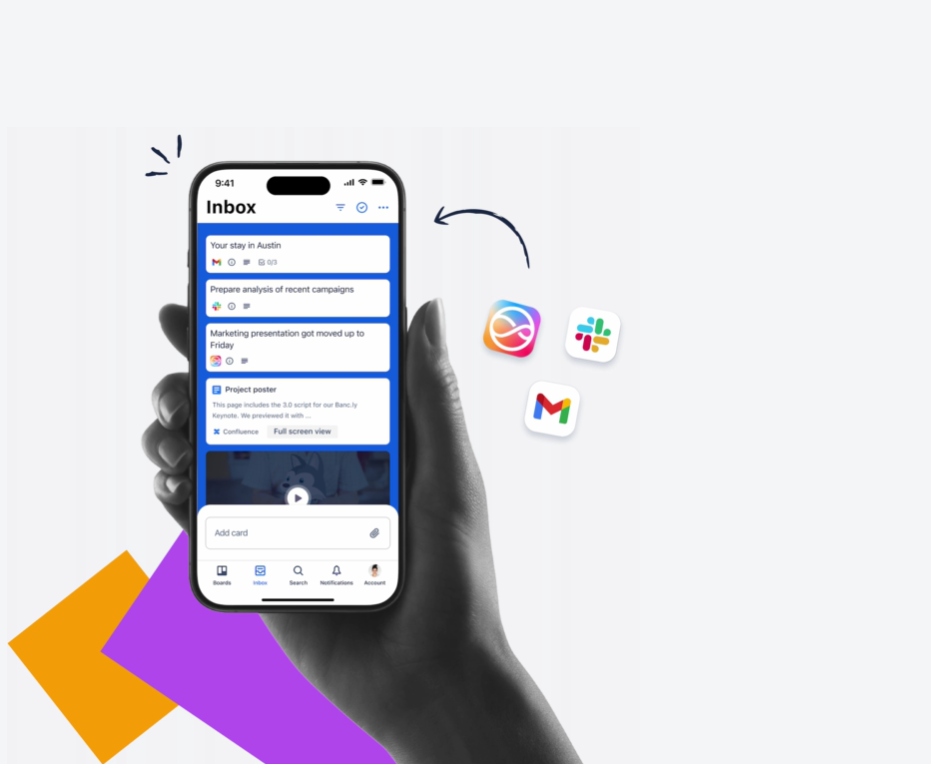 9:41
Inbox
Your stay in Austin
0/3
Prepare analysis of recent campaigns
Marketing presentation got moved up to
Friday
Project poster
This page includes the 3.0 script for our Banc.ly
Keynote. We previewed it with ...
Confluence Full screen view
Add card
Boards Inbox Search Notifications Account